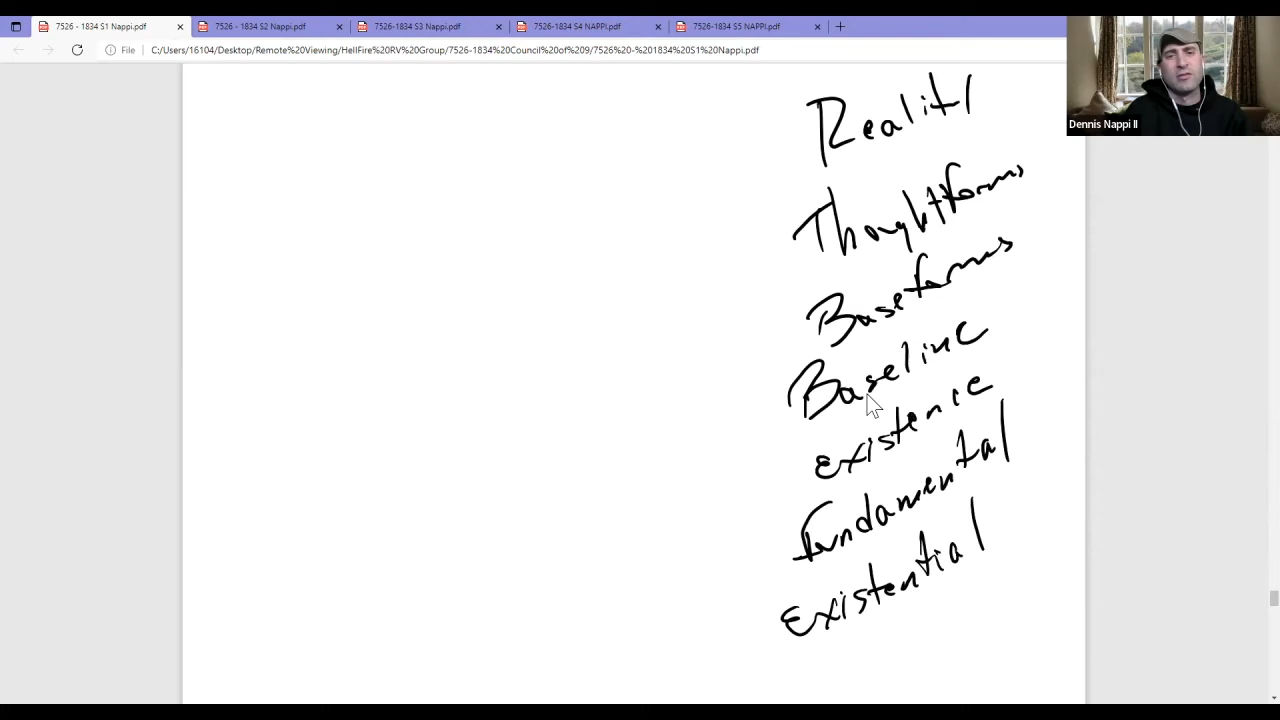 7526 - 1834 S1 Nappi.pdf
7526 - 1834 S2 Nappi.pdf
7526-1834 S3 Nappi.pdf
7526-1834 S4 NAPPI.pdf
7526-1834 S5 NAPPI.pdf
File
C:/Users/16104/Desktop/Remote%20Viewing/HellFire%20RV%20Group/7526-1834%20Council%20of%209/7526%20-%201834%20S1%20Nappi.pdf
Dennis Nappi II
Reality
Thoughtforms
Baseforms
Baseline
existence
fundamental
Existential